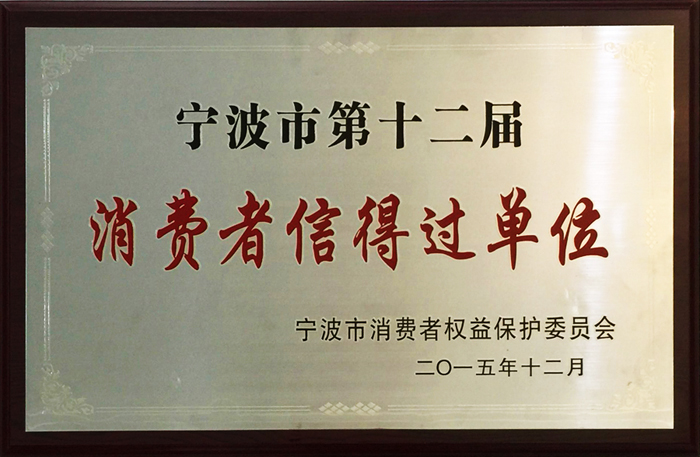 宁波市第十二届
消费者信得过单位
宁波市消费者权益保护委员会
二〇一五年十二月